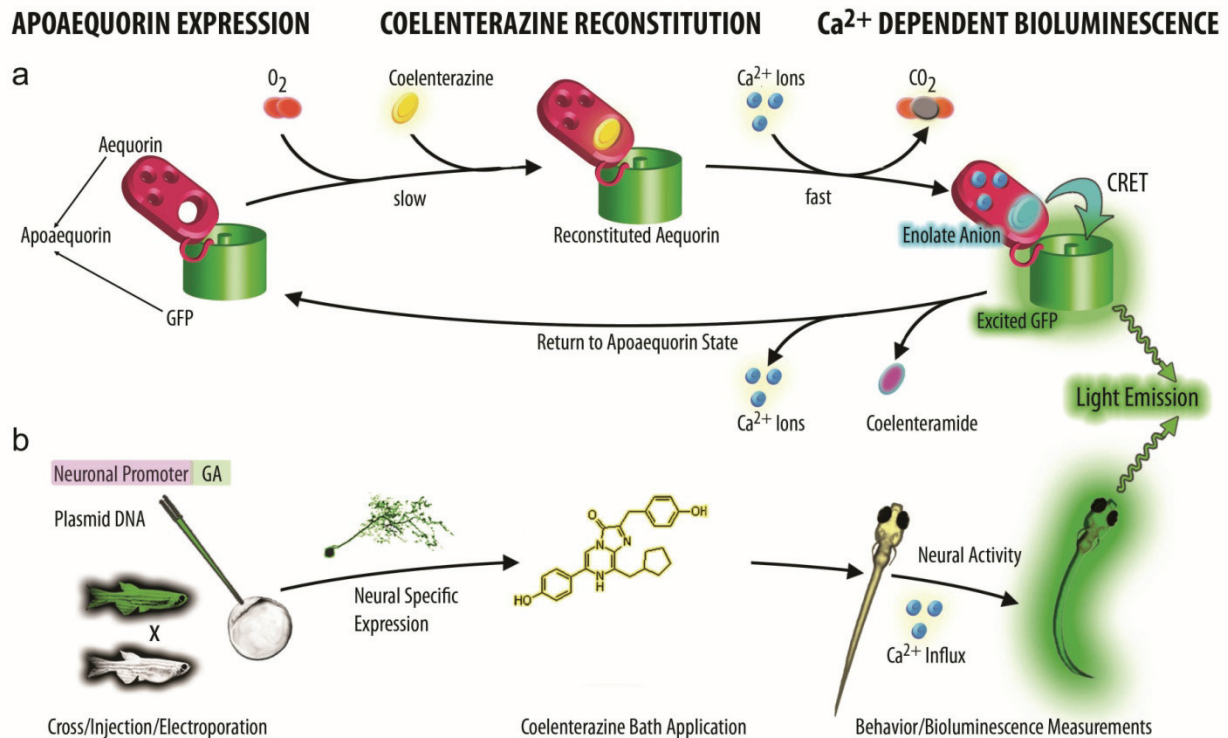 APOAEQUORIN EXPRESSION
COELENTERAZINE RECONSTITUTION
Ca²⁺ DEPENDENT BIOLUMINESCENCE
a
O₂
Coelenterazine
Ca²⁺ Ions
CO₂
Aequorin
Apoaequorin
GFP
slow
Reconstituted Aequorin
fast
CRET
Enolate Anion
Excited GFP
Return to Apoaequorin State
Ca²⁺ Ions
Coelenteramide
Light Emission
b
Neuronal Promoter GA
Plasmid DNA
X
Neural Specific
Expression
O
OH
N
N
N
H
HO
Neural Activity
Ca²⁺ Influx
Cross/Injection/Electroporation
Coelenterazine Bath Application
Behavior/Bioluminescence Measurements